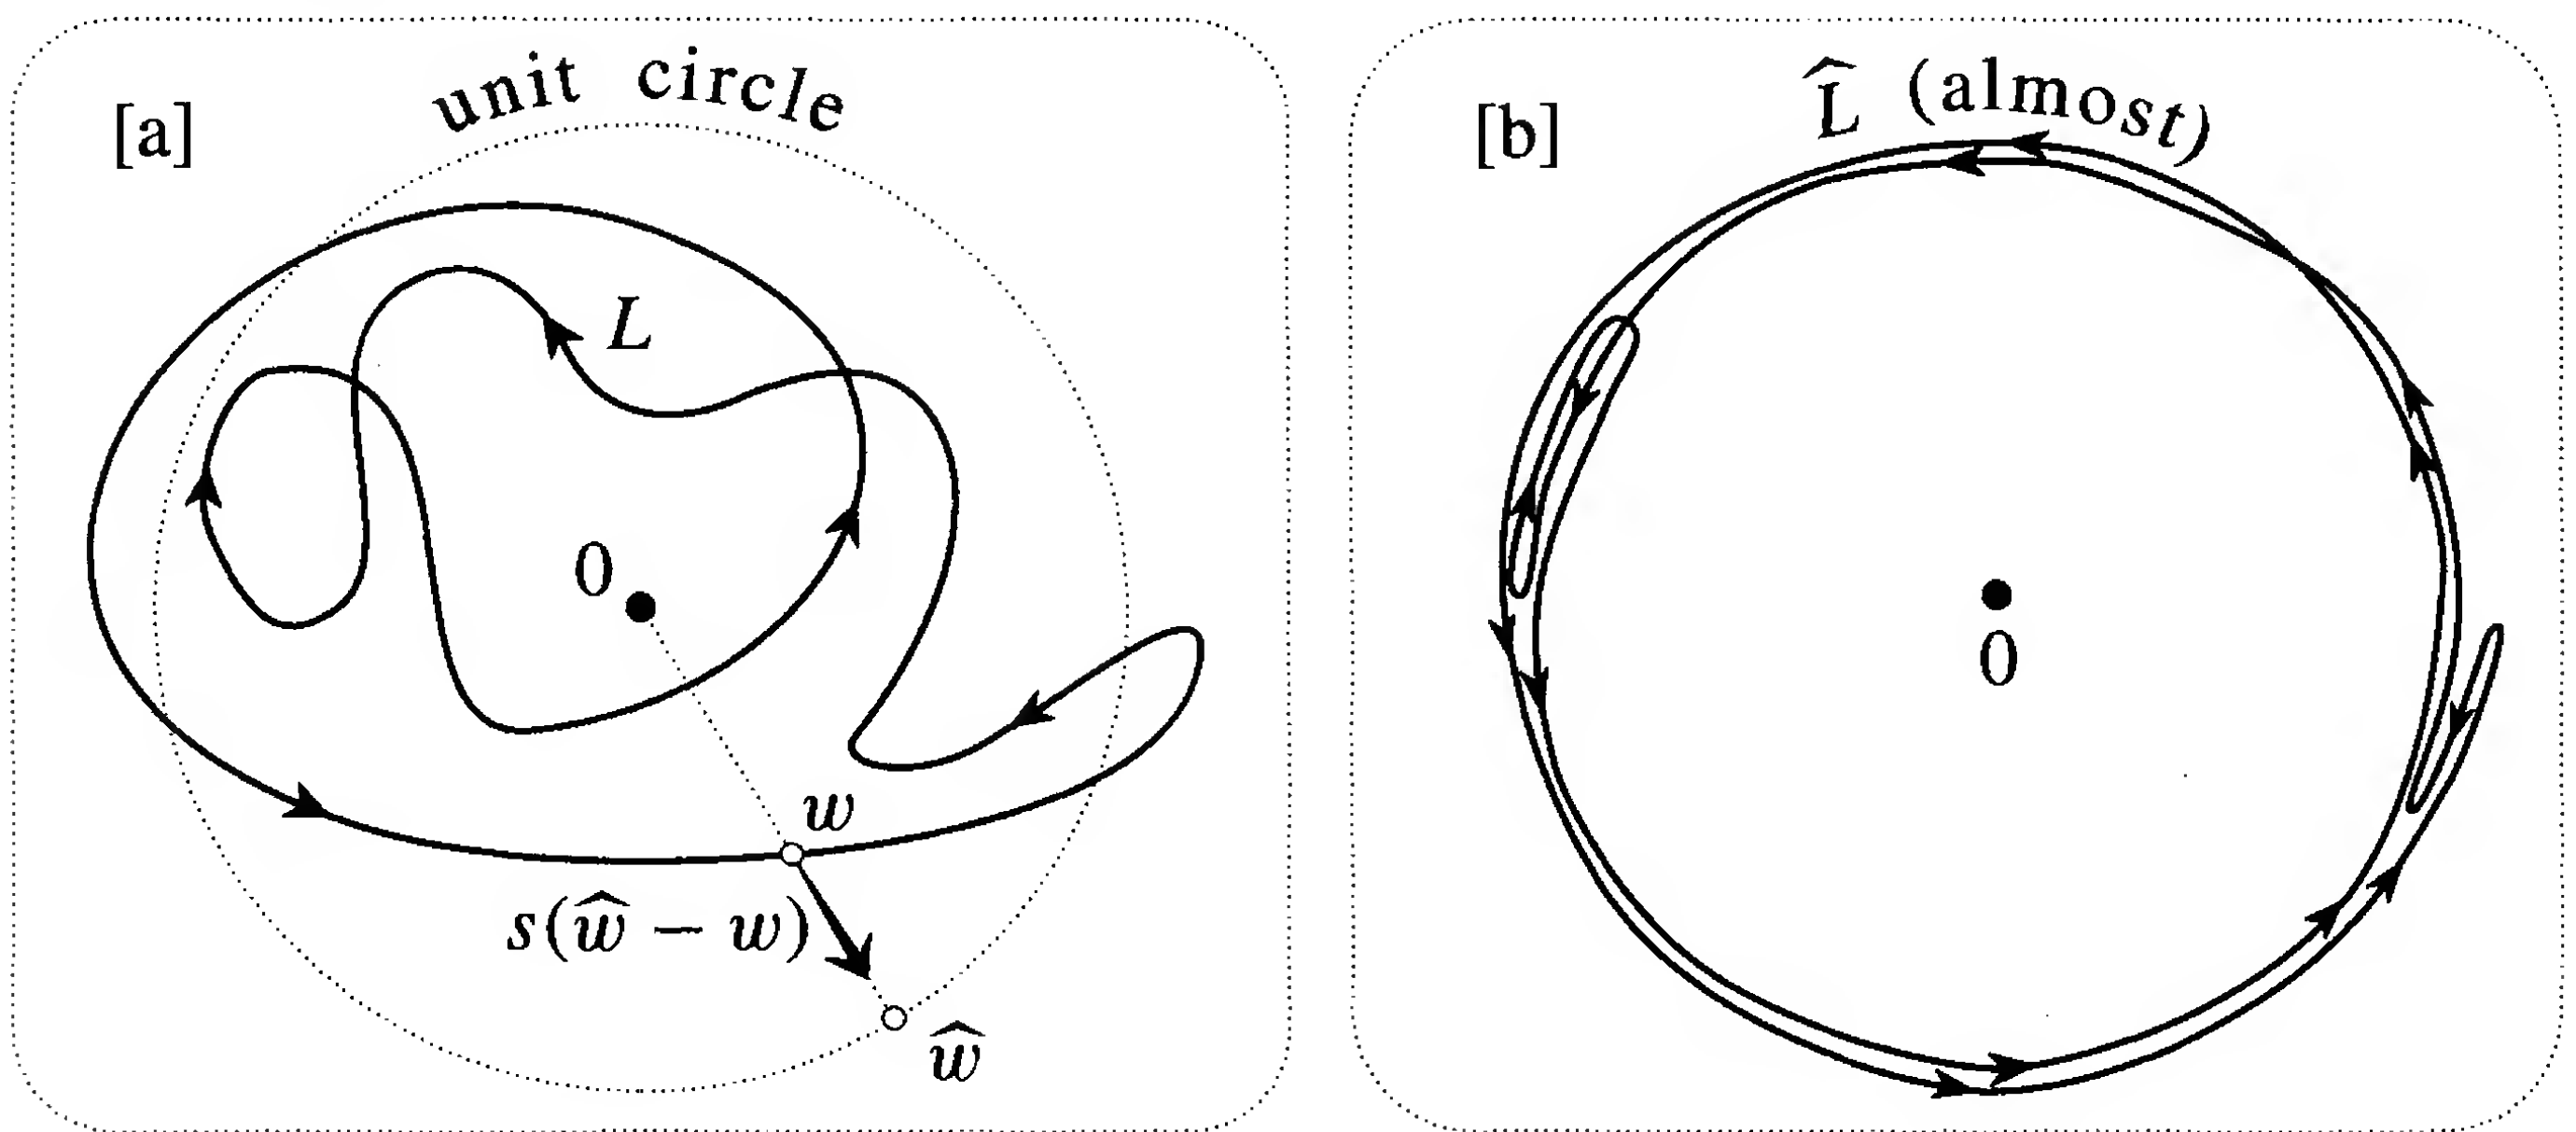 [a]
unit circle
L
0
w
s(ŵ − w)
ŵ
[b]
L̂ (almost)
0